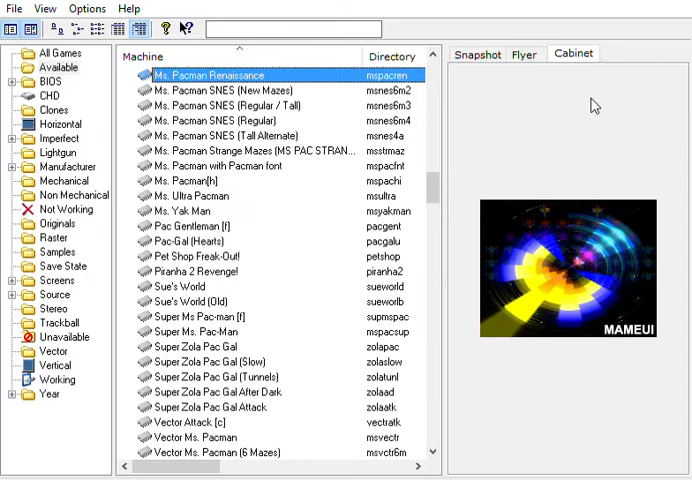 File View Options Help
All Games
Available
BIOS
CHD
Clones
Horizontal
Imperfect
Lightgun
Manufacturer
Mechanical
Non Mechanical
Not Working
Originals
Raster
Samples
Save State
Screens
Source
Stereo
Trackball
Unavailable
Vector
Vertical
Working
Year
Machine Directory
Ms. Pacman Renaissance mspacren
Ms. Pacman SNES (New Mazes) msnes6m2
Ms. Pacman SNES (Regular / Tall) msnes6m3
Ms. Pacman SNES (Regular) msnes6m4
Ms. Pacman SNES (Tall Alternate) msnes4a
Ms. Pacman Strange Mazes (MS PAC STRAN... msstrmaz
Ms. Pacman with Pacman font mspacfnt
Ms. Pacman[h] mspachi
Ms. Ultra Pacman msultra
Ms. Yak Man msyakman
Pac Gentleman [f] pacgent
Pac-Gal (Hearts) pacgalu
Pet Shop Freak-Out! petshop
Piranha 2 Revenge! piranha2
Sue's World sueworld
Sue's World (Old) sueworlb
Super Ms Pac-man [f] supmspac
Super Ms. Pac-Man mspacsup
Super Zola Pac Gal zolapac
Super Zola Pac Gal (Slow) zolaslow
Super Zola Pac Gal (Tunnels) zolatunl
Super Zola Pac Gal After Dark zolaad
Super Zola Pac Gal Attack zolaatk
Vector Attack [c] vectratk
Vector Ms. Pacman msvectr
Vector Ms. Pacman (6 Mazes) msvctr6m
Snapshot Flyer Cabinet
MAMEUI